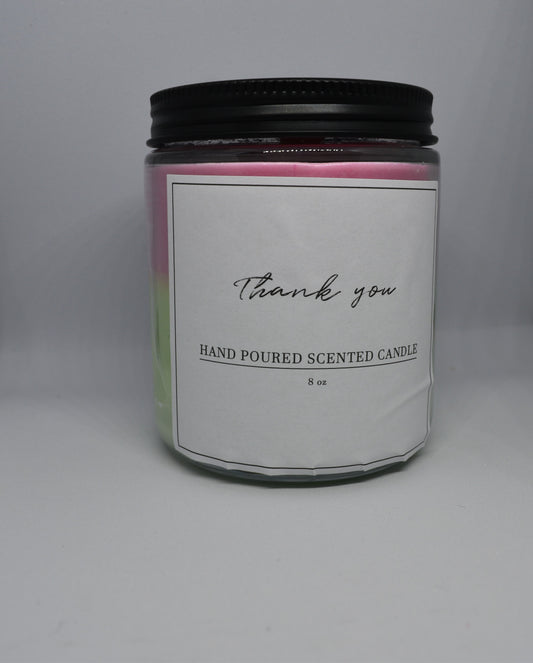 Thank you
HAND POURED SCENTED CANDLE
8 oz